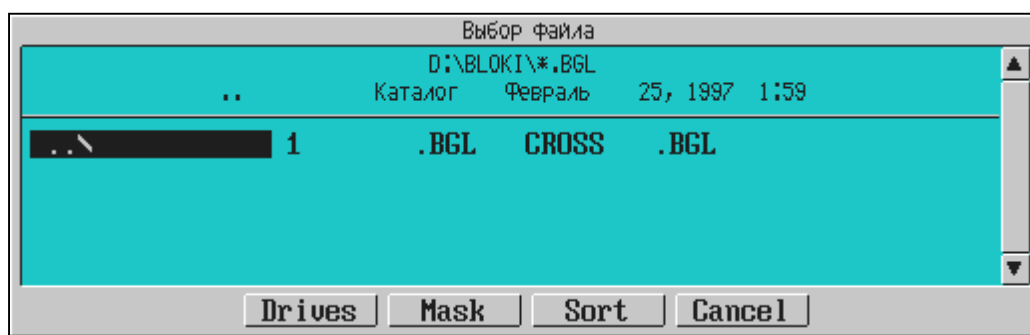 Выбор файла
D:\BLOKI\*.BGL
.. Каталог Февраль 25, 1997 1:59
..\ 1 .BGL CROSS .BGL
Drives Mask Sort Cancel